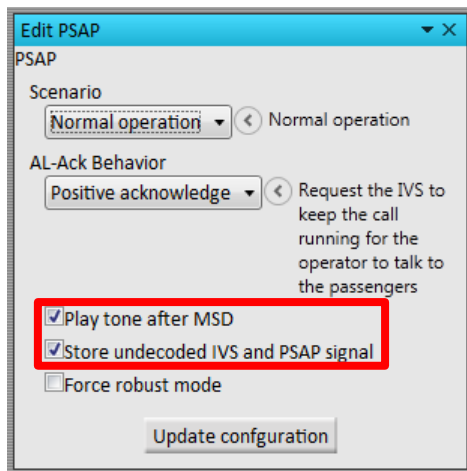 Edit PSAP
PSAP
Scenario
Normal operation
Normal operation
AL-Ack Behavior
Positive acknowledge
Request the IVS to
keep the call
running for the
operator to talk to
the passengers
Play tone after MSD
Store undecoded IVS and PSAP signal
Force robust mode
Update confguration